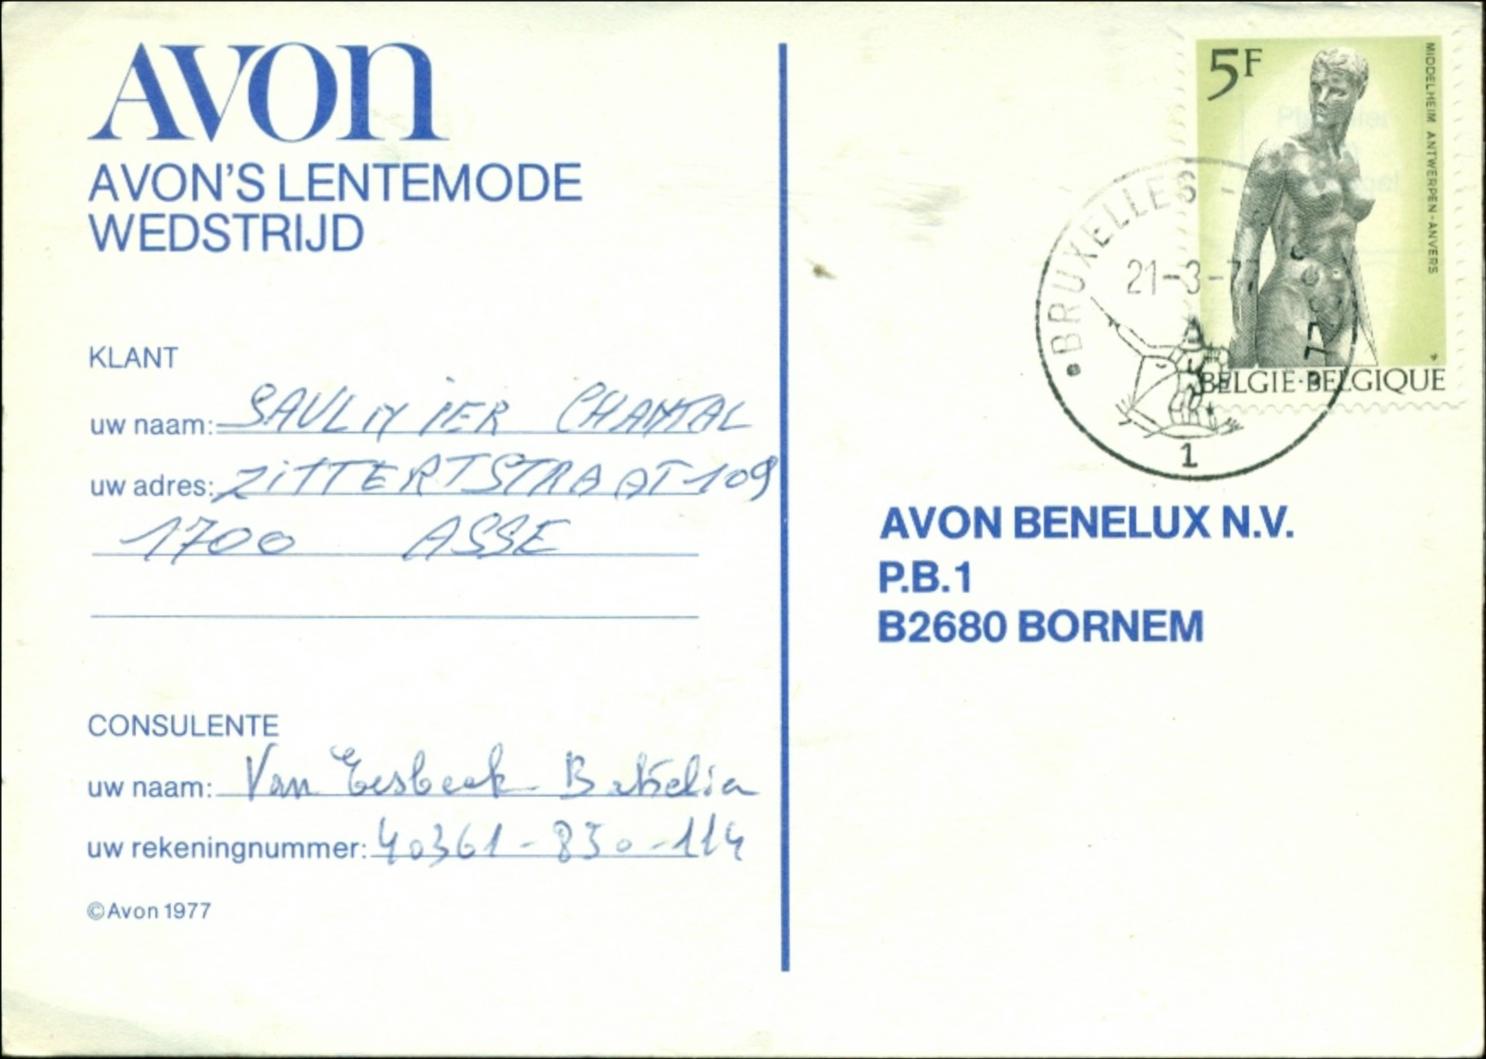 AVON
AVON'S LENTEMODE
WEDSTRIJD
KLANT
uw naam: SAULNIER CHANTAL
uw adres: ZITTERTSTRAAT 109
1700 ASSE
CONSULENTE
uw naam: Van Eesbeek
uw rekeningnummer: 40361-850-114
©Avon 1977
5F
MIDDELHEIM ANTWERPEN-ANVERS
BELGIE·BELGIQUE
BRUXELLES -
21-3-77
1
AVON BENELUX N.V.
P.B.1
B2680 BORNEM